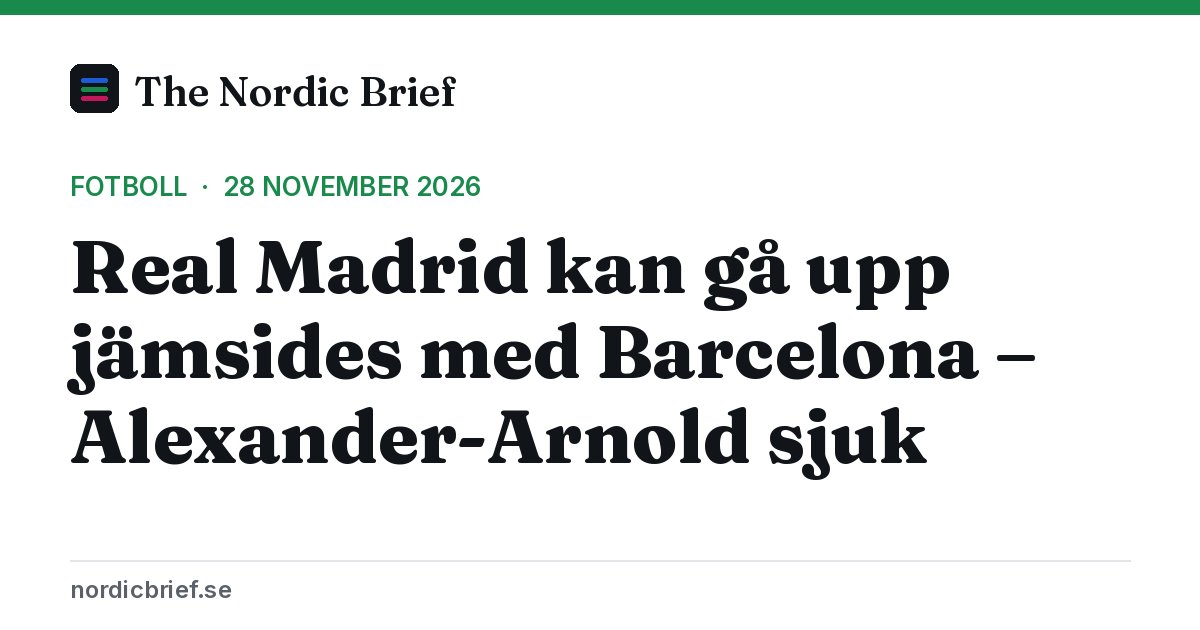 The Nordic Brief
FOTBOLL · 28 NOVEMBER 2026
Real Madrid kan gå upp
jämsides med Barcelona –
Alexander-Arnold sjuk
nordicbrief.se